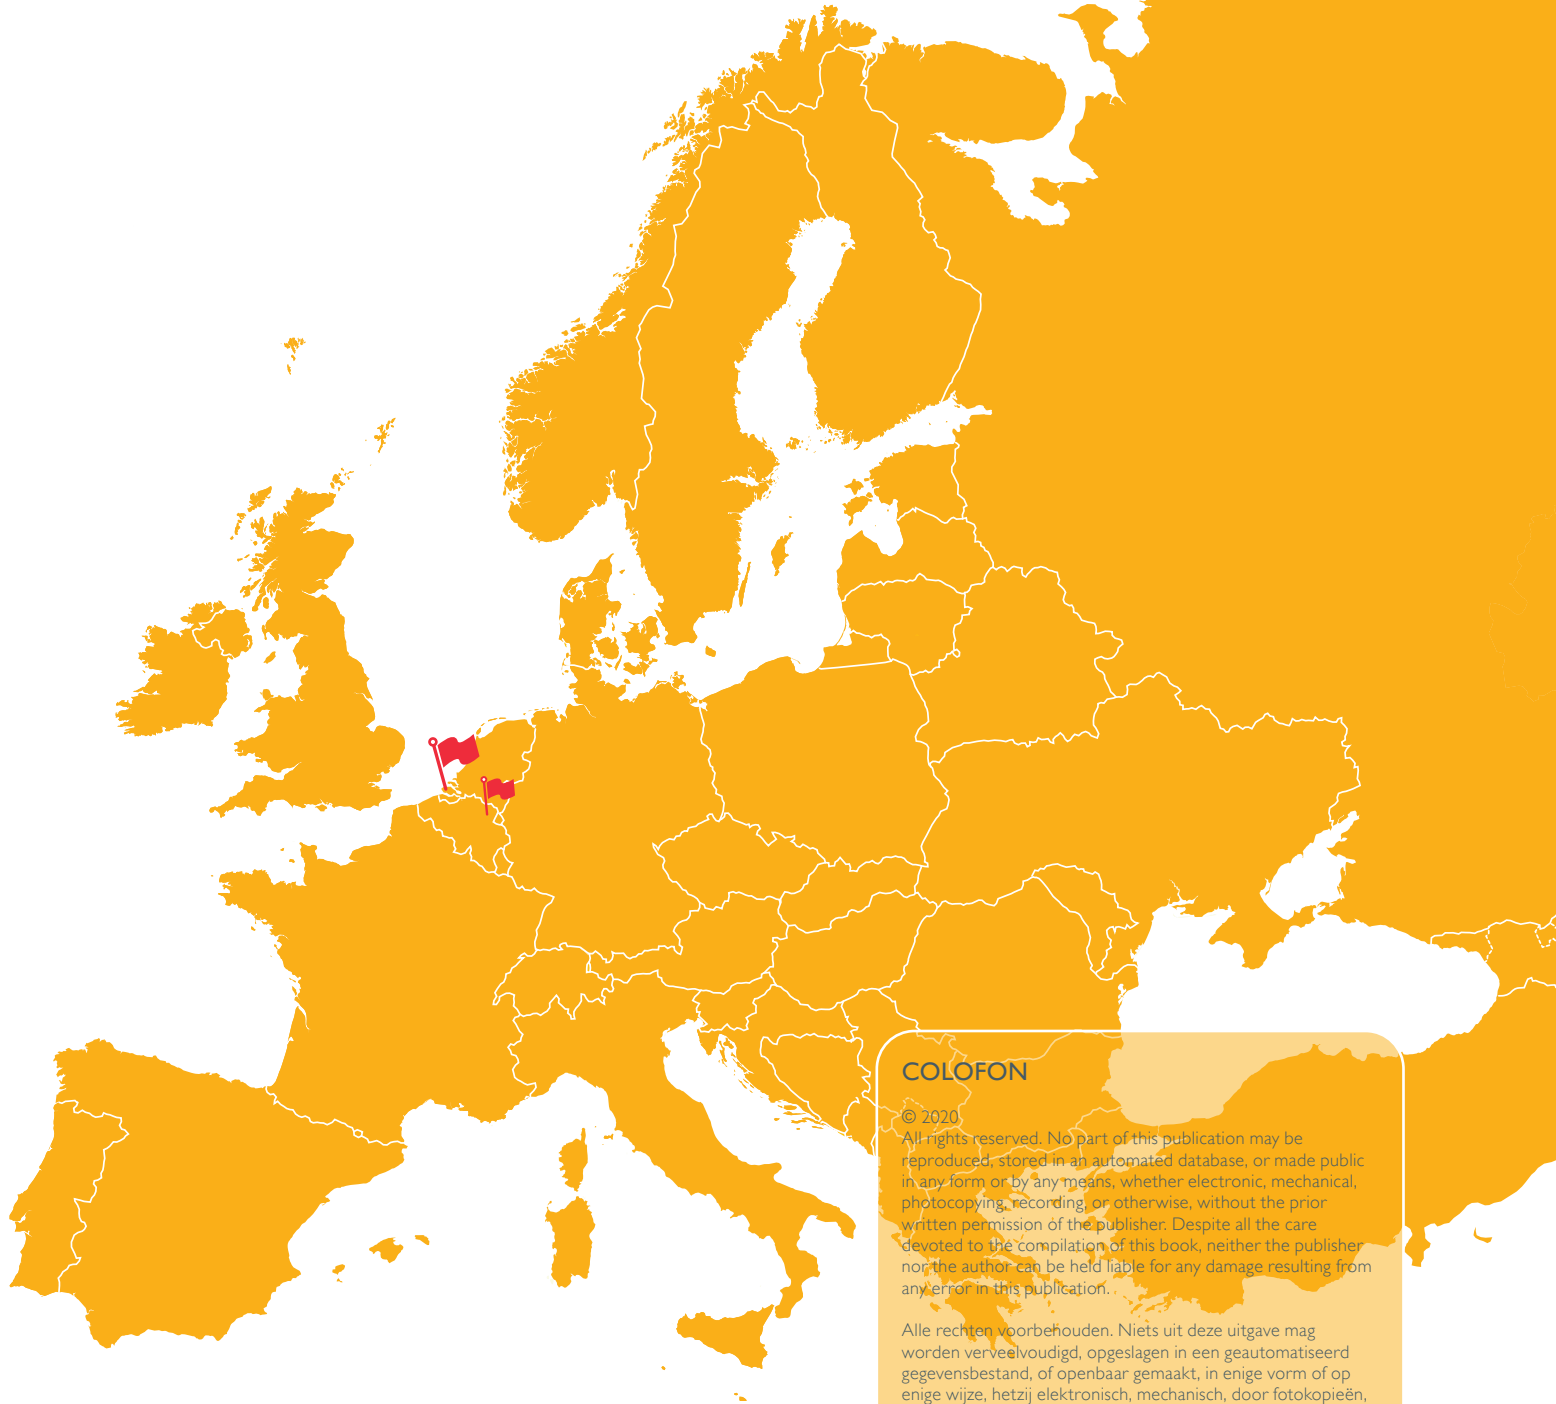 COLOFON
© 2020
All rights reserved. No part of this publication may be
reproduced, stored in an automated database, or made public
in any form or by any means, whether electronic, mechanical,
photocopying, recording, or otherwise, without the prior
written permission of the publisher. Despite all the care
devoted to the compilation of this book, neither the publisher
nor the author can be held liable for any damage resulting from
any error in this publication.
Alle rechten voorbehouden. Niets uit deze uitgave mag
worden verveelvoudigd, opgeslagen in een geautomatiseerd
gegevensbestand, of openbaar gemaakt, in enige vorm of op
enige wijze, hetzij elektronisch, mechanisch, door fotokopieën,